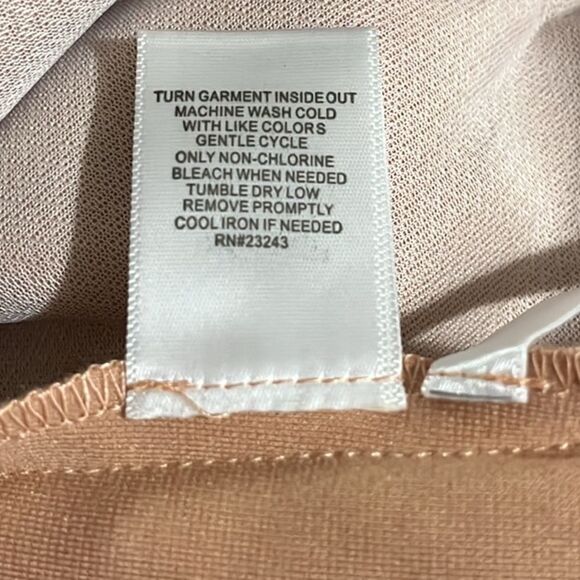 TURN GARMENT INSIDE OUT
MACHINE WASH COLD
WITH LIKE COLORS
GENTLE CYCLE
ONLY NON-CHLORINE
BLEACH WHEN NEEDED
TUMBLE DRY LOW
REMOVE PROMPTLY
COOL IRON IF NEEDED
RN#23243